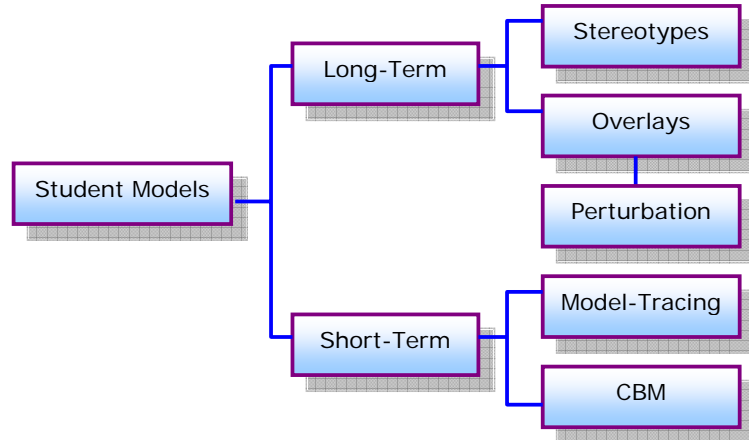 Student Models
Long-Term
Stereotypes
Overlays
Perturbation
Short-Term
Model-Tracing
CBM